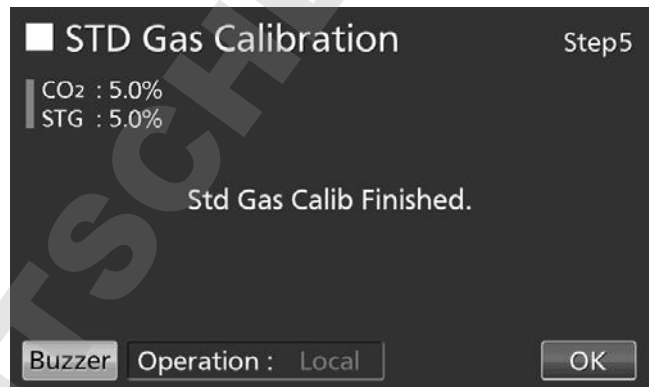 STD Gas Calibration
Step5
CO2 : 5.0%
STG : 5.0%
Std Gas Calib Finished.
Buzzer Operation : Local OK